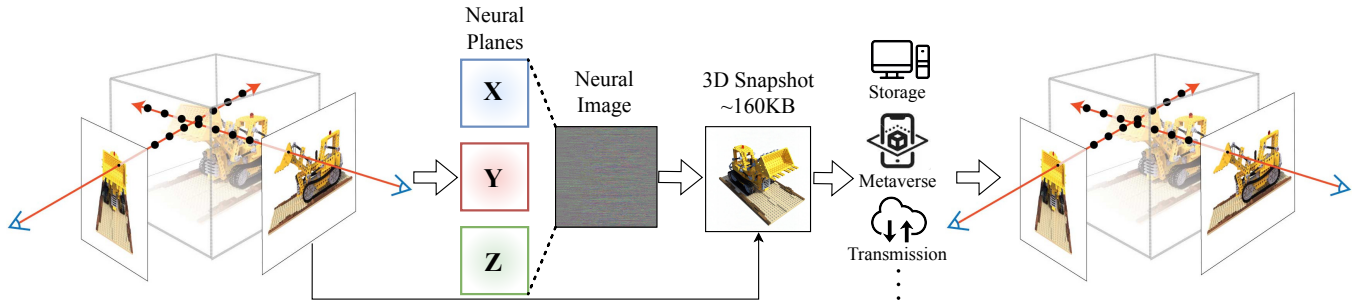 Neural
Planes
X
Y
Z
Neural
Image
3D Snapshot
~160KB
Storage
Metaverse
Transmission